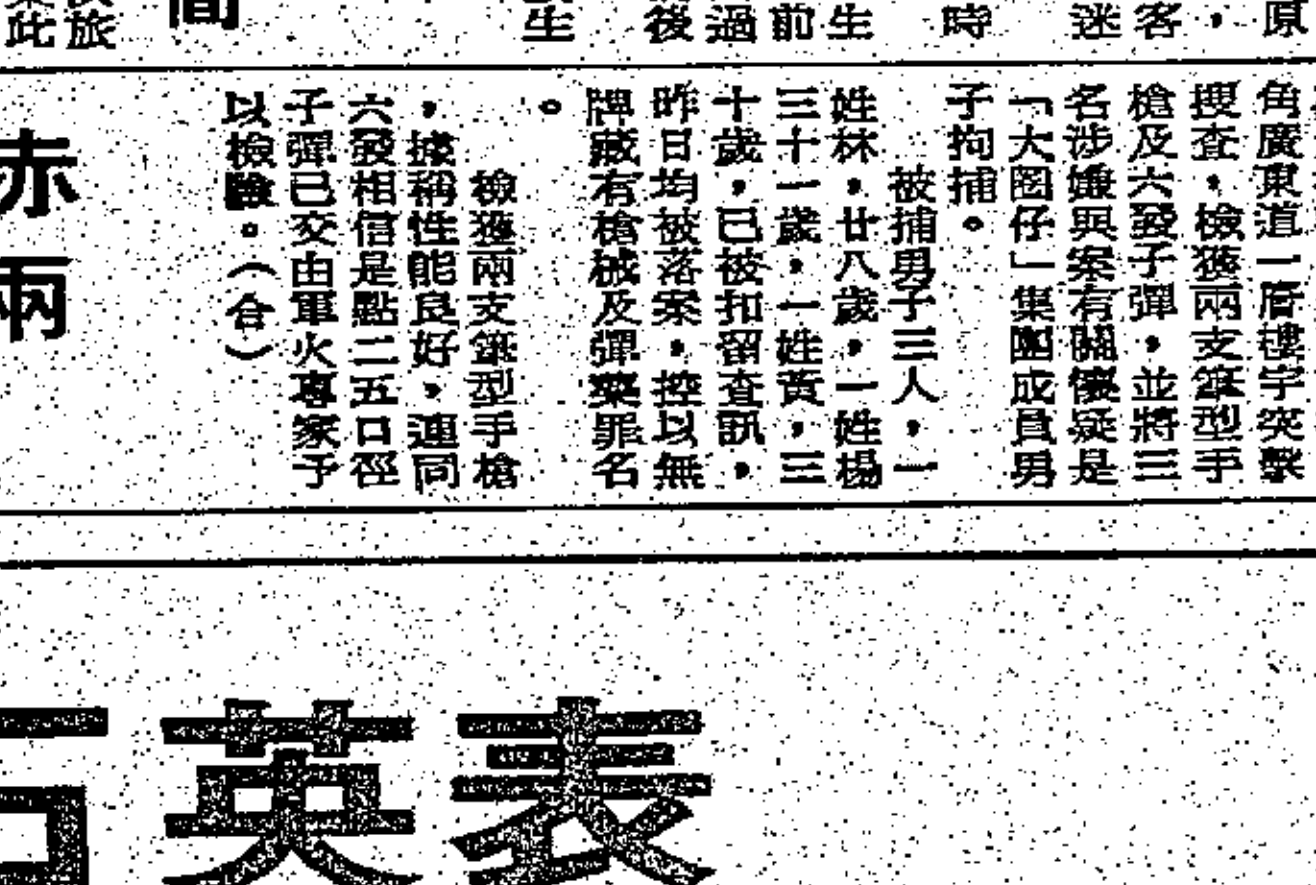 原
，客
迷
時
生
前
過
後
生
間
旅
此
角廣東道一層樓宇突擊
搜查，檢獲兩支筆型手
槍及六發子彈，並將三
名涉嫌與案有關懷疑是
「大圈仔」集團成員男
子拘捕。
被捕男子三人，一
姓林，廿八歲，一姓楊
三十一歲，一姓黃，三
十歲，已被扣留查訊，
昨日均被落案，控以無
牌藏有槍械及彈藥罪名
。
檢獲兩支筆型手槍
，據稱性能良好，連同
六發相信是點二五口徑
子彈已交由軍火專家予
以檢驗。（合）
赤兩
表
英
石